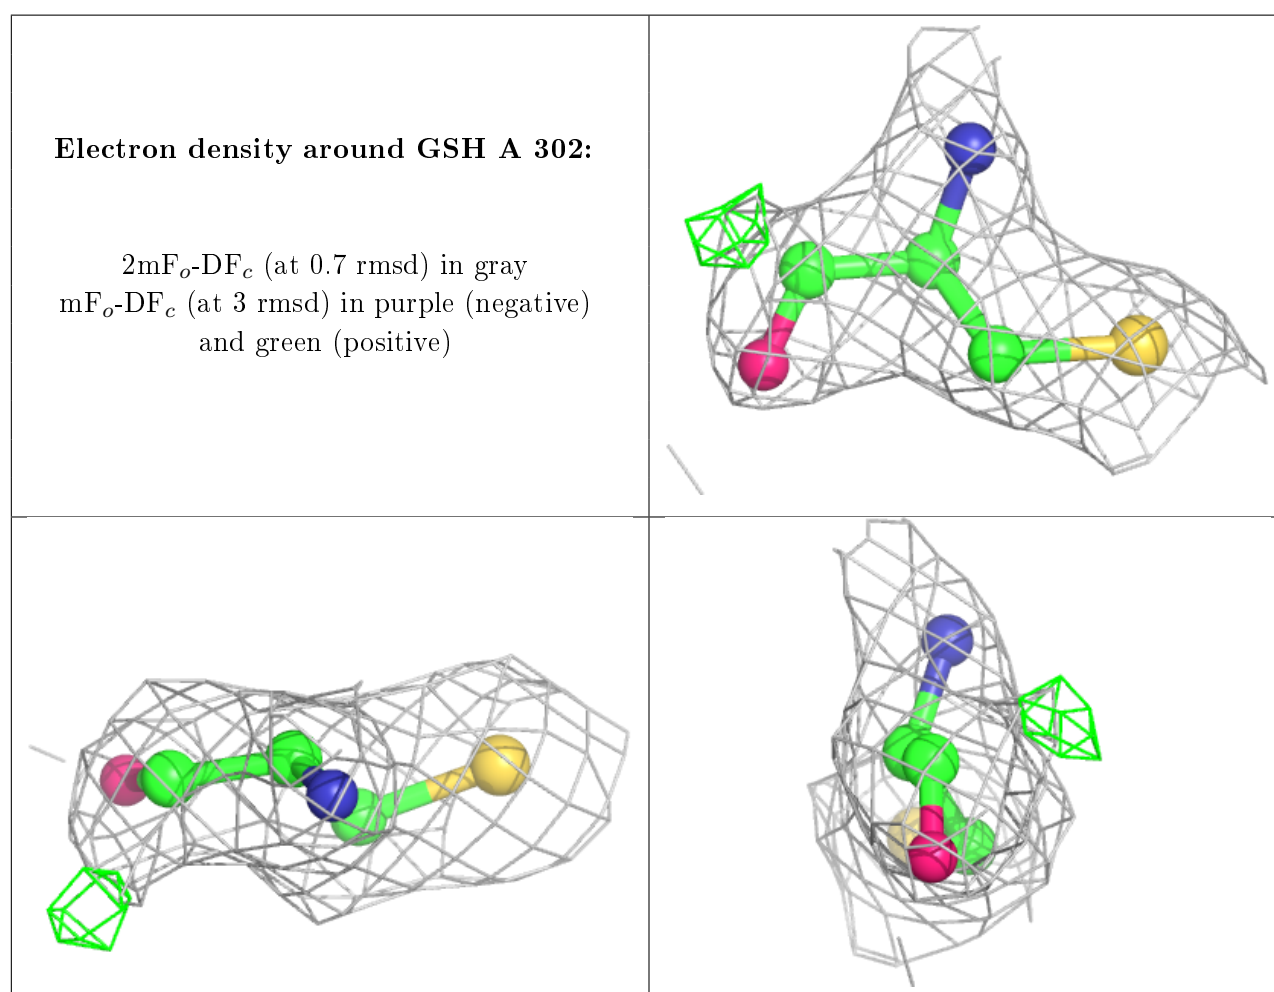 Electron density around GSH A 302:
2mFo-DFc (at 0.7 rmsd) in gray
mFo-DFc (at 3 rmsd) in purple (negative)
and green (positive)